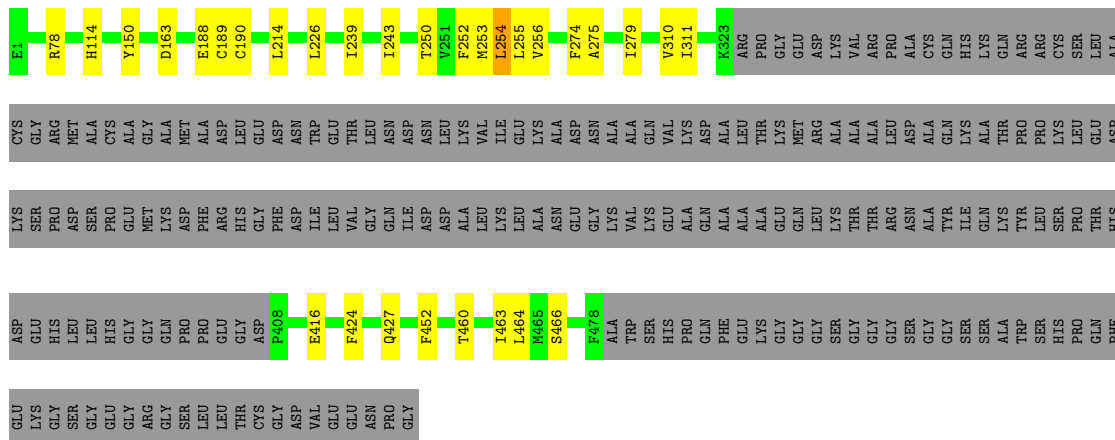 E1 R78 H114 Y150 D163 E188 C189 C190 L214 L226 I239 I243 T250 V251 F252 M253 L254 L255 V256 F274 A275 I279 V310 I311 K323 ARG PRO GLY GLU ASP LYS VAL ARG PRO ALA CYS GLN HIS LYS GLN ARG ARG CYS SER LEU ALA
CYS GLY ARG MET ALA CYS ALA GLY ALA MET ALA ASP LEU GLU ASP ASN TRP GLU THR LEU ASN ASP ASN LEU LYS VAL ILE GLU LYS ALA ASP ASN ALA ALA GLN VAL LYS ASP ALA LEU THR LYS MET ARG ALA ALA ALA LEU ASP ALA GLN LYS ALA THR PRO PRO LYS LEU GLU ASP
LYS SER PRO ASP SER PRO GLU MET LYS ASP PHE ARG HIS GLY PHE ASP ILE LEU VAL GLY GLN ILE ASP ASP ALA LEU LYS LEU ALA ASN GLU GLY LYS VAL LYS GLU ALA GLN ALA ALA ALA GLU GLN LEU LYS THR THR ARG ASN ALA TYR ILE GLN LYS TYR LEU SER PRO THR HIS
ASP GLU HIS LEU LEU HIS GLY GLY GLN PRO PRO GLU GLY ASP P408 E416 F424 Q427 F452 T460 I463 L464 M465 S466 F478 ALA TRP SER HIS PRO GLN PHE GLU LYS GLY GLY GLY SER GLY GLY GLY SER GLY GLY SER SER ALA TRP SER HIS PRO GLN PHE
GLU LYS GLY SER GLY GLU GLY ARG GLY SER LEU LEU THR CYS GLY ASP VAL GLU GLU ASN PRO GLY